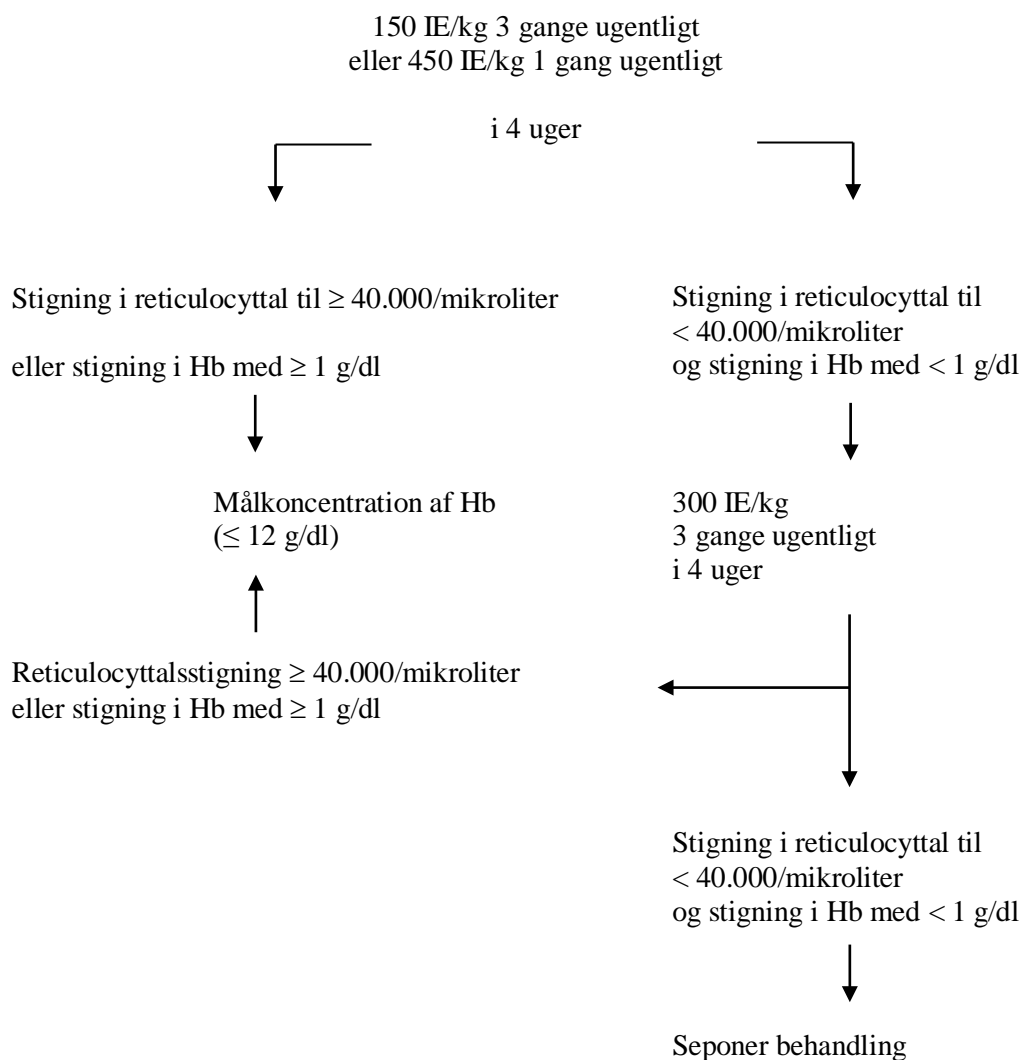 150 IE/kg 3 gange ugentligt
eller 450 IE/kg 1 gang ugentligt
i 4 uger
Stigning i reticulocyttal til ≥ 40.000/mikroliter
eller stigning i Hb med ≥ 1 g/dl
Stigning i reticulocyttal til
< 40.000/mikroliter
og stigning i Hb med < 1 g/dl
Målkoncentration af Hb
(≤ 12 g/dl)
300 IE/kg
3 gange ugentligt
i 4 uger
Reticulocyttalsstigning ≥ 40.000/mikroliter
eller stigning i Hb med ≥ 1 g/dl
Stigning i reticulocyttal til
< 40.000/mikroliter
og stigning i Hb med < 1 g/dl
Seponer behandling